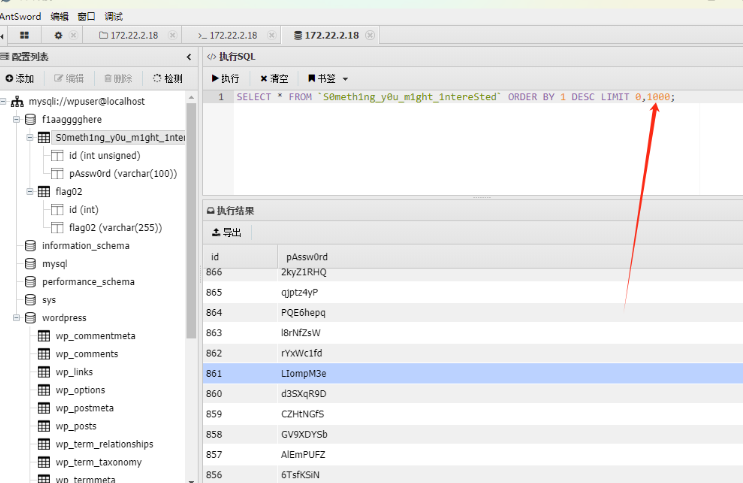 AntSword 编辑 窗口 调试
172.22.2.18 172.22.2.18 172.22.2.18
配置列表
添加 编辑 删除 检测
mysqli://wpuser@localhost
f1aagggghere
S0meth1ng_y0u_m1ght_1nter
id (int unsigned)
pAssw0rd (varchar(100))
flag02
id (int)
flag02 (varchar(255))
information_schema
mysql
performance_schema
sys
wordpress
wp_commentmeta
wp_comments
wp_links
wp_options
wp_postmeta
wp_posts
wp_term_relationships
wp_term_taxonomy
wp_termmeta
执行SQL
执行 清空 书签
1 SELECT * FROM `S0meth1ng_y0u_m1ght_1ntereSted` ORDER BY 1 DESC LIMIT 0,1000;
执行结果
导出
id pAssw0rd
866 2kyZ1RHQ
865 qjptz4yP
864 PQE6hepq
863 l8rNfZsW
862 rYxWc1fd
861 LIompM3e
860 d3SXqR9D
859 CZHtNGfS
858 GV9XDYSb
857 AlEmPUFZ
856 6TsfKSiN